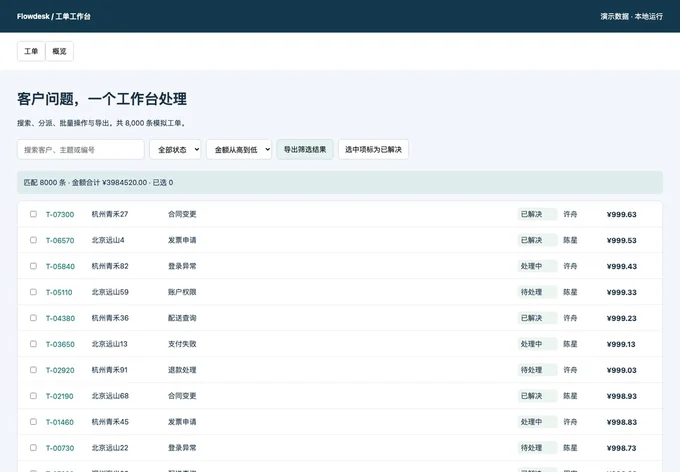 Flowdesk / 工单工作台
演示数据 · 本地运行
工单 概览
客户问题，一个工作台处理
搜索、分派、批量操作与导出。共 8,000 条模拟工单。
搜索客户、主题或编号 全部状态 金额从高到低 导出筛选结果 选中项标为已解决
匹配 8000 条 · 金额合计 ¥3984520.00 · 已选 0
T-07300 杭州青禾27 合同变更 已解决 许舟 ¥999.63
T-06570 北京远山4 发票申请 已解决 陈星 ¥999.53
T-05840 杭州青禾82 登录异常 处理中 许舟 ¥999.43
T-05110 北京远山59 账户权限 待处理 陈星 ¥999.33
T-04380 杭州青禾36 配送查询 已解决 许舟 ¥999.23
T-03650 北京远山13 支付失败 处理中 陈星 ¥999.13
T-02920 杭州青禾91 退款处理 待处理 许舟 ¥999.03
T-02190 北京远山68 合同变更 已解决 陈星 ¥998.93
T-01460 杭州青禾45 发票申请 处理中 许舟 ¥998.83
T-00730 北京远山22 登录异常 待处理 陈星 ¥998.73